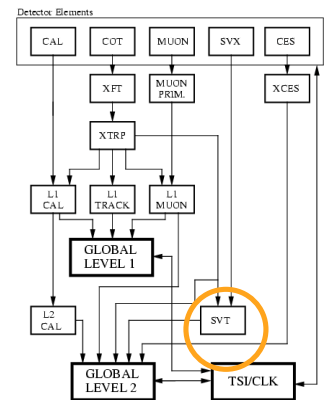 Detector Elements
CAL COT MUON SVX CES
XFT MUON PRIM. XCES
XTRP
L1 CAL L1 TRACK L1 MUON
GLOBAL
LEVEL 1
L2 CAL SVT
GLOBAL
LEVEL 2
TSI/CLK